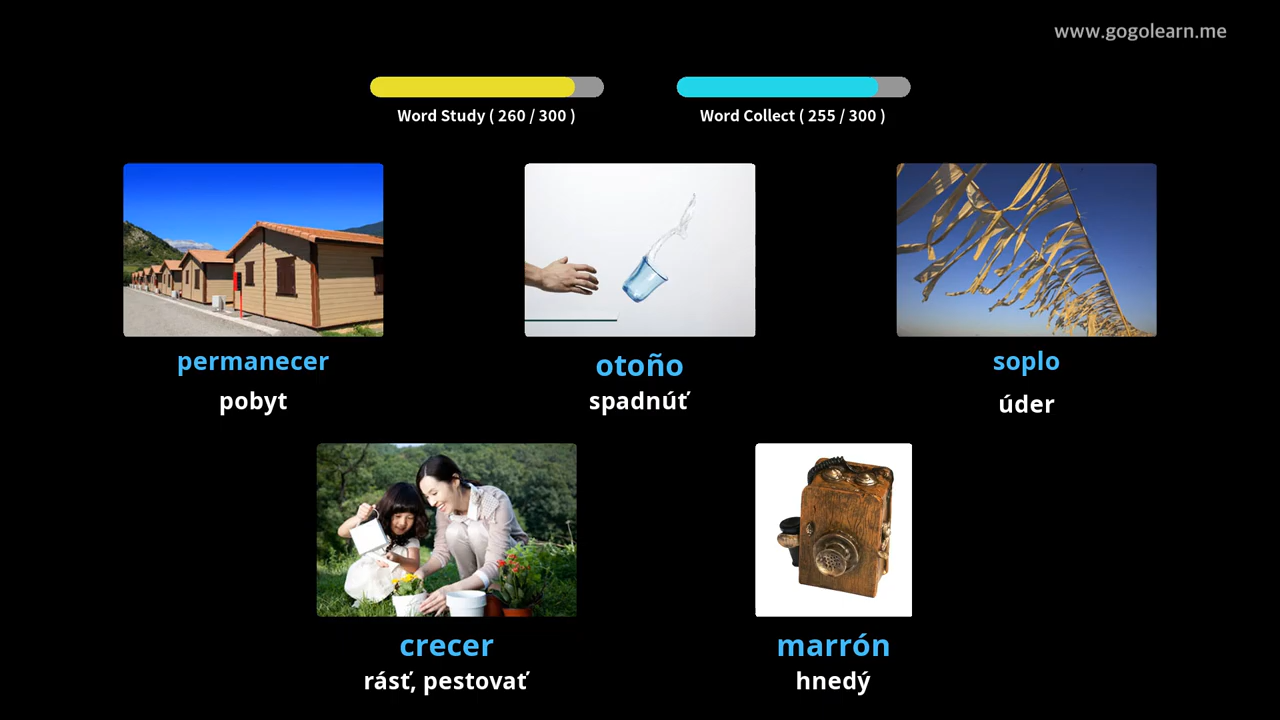 www.gogolearn.me
Word Study ( 260 / 300 )
Word Collect ( 255 / 300 )
permanecer
pobyt
otoño
spadnúť
soplo
úder
crecer
rásť, pestovať
marrón
hnedý